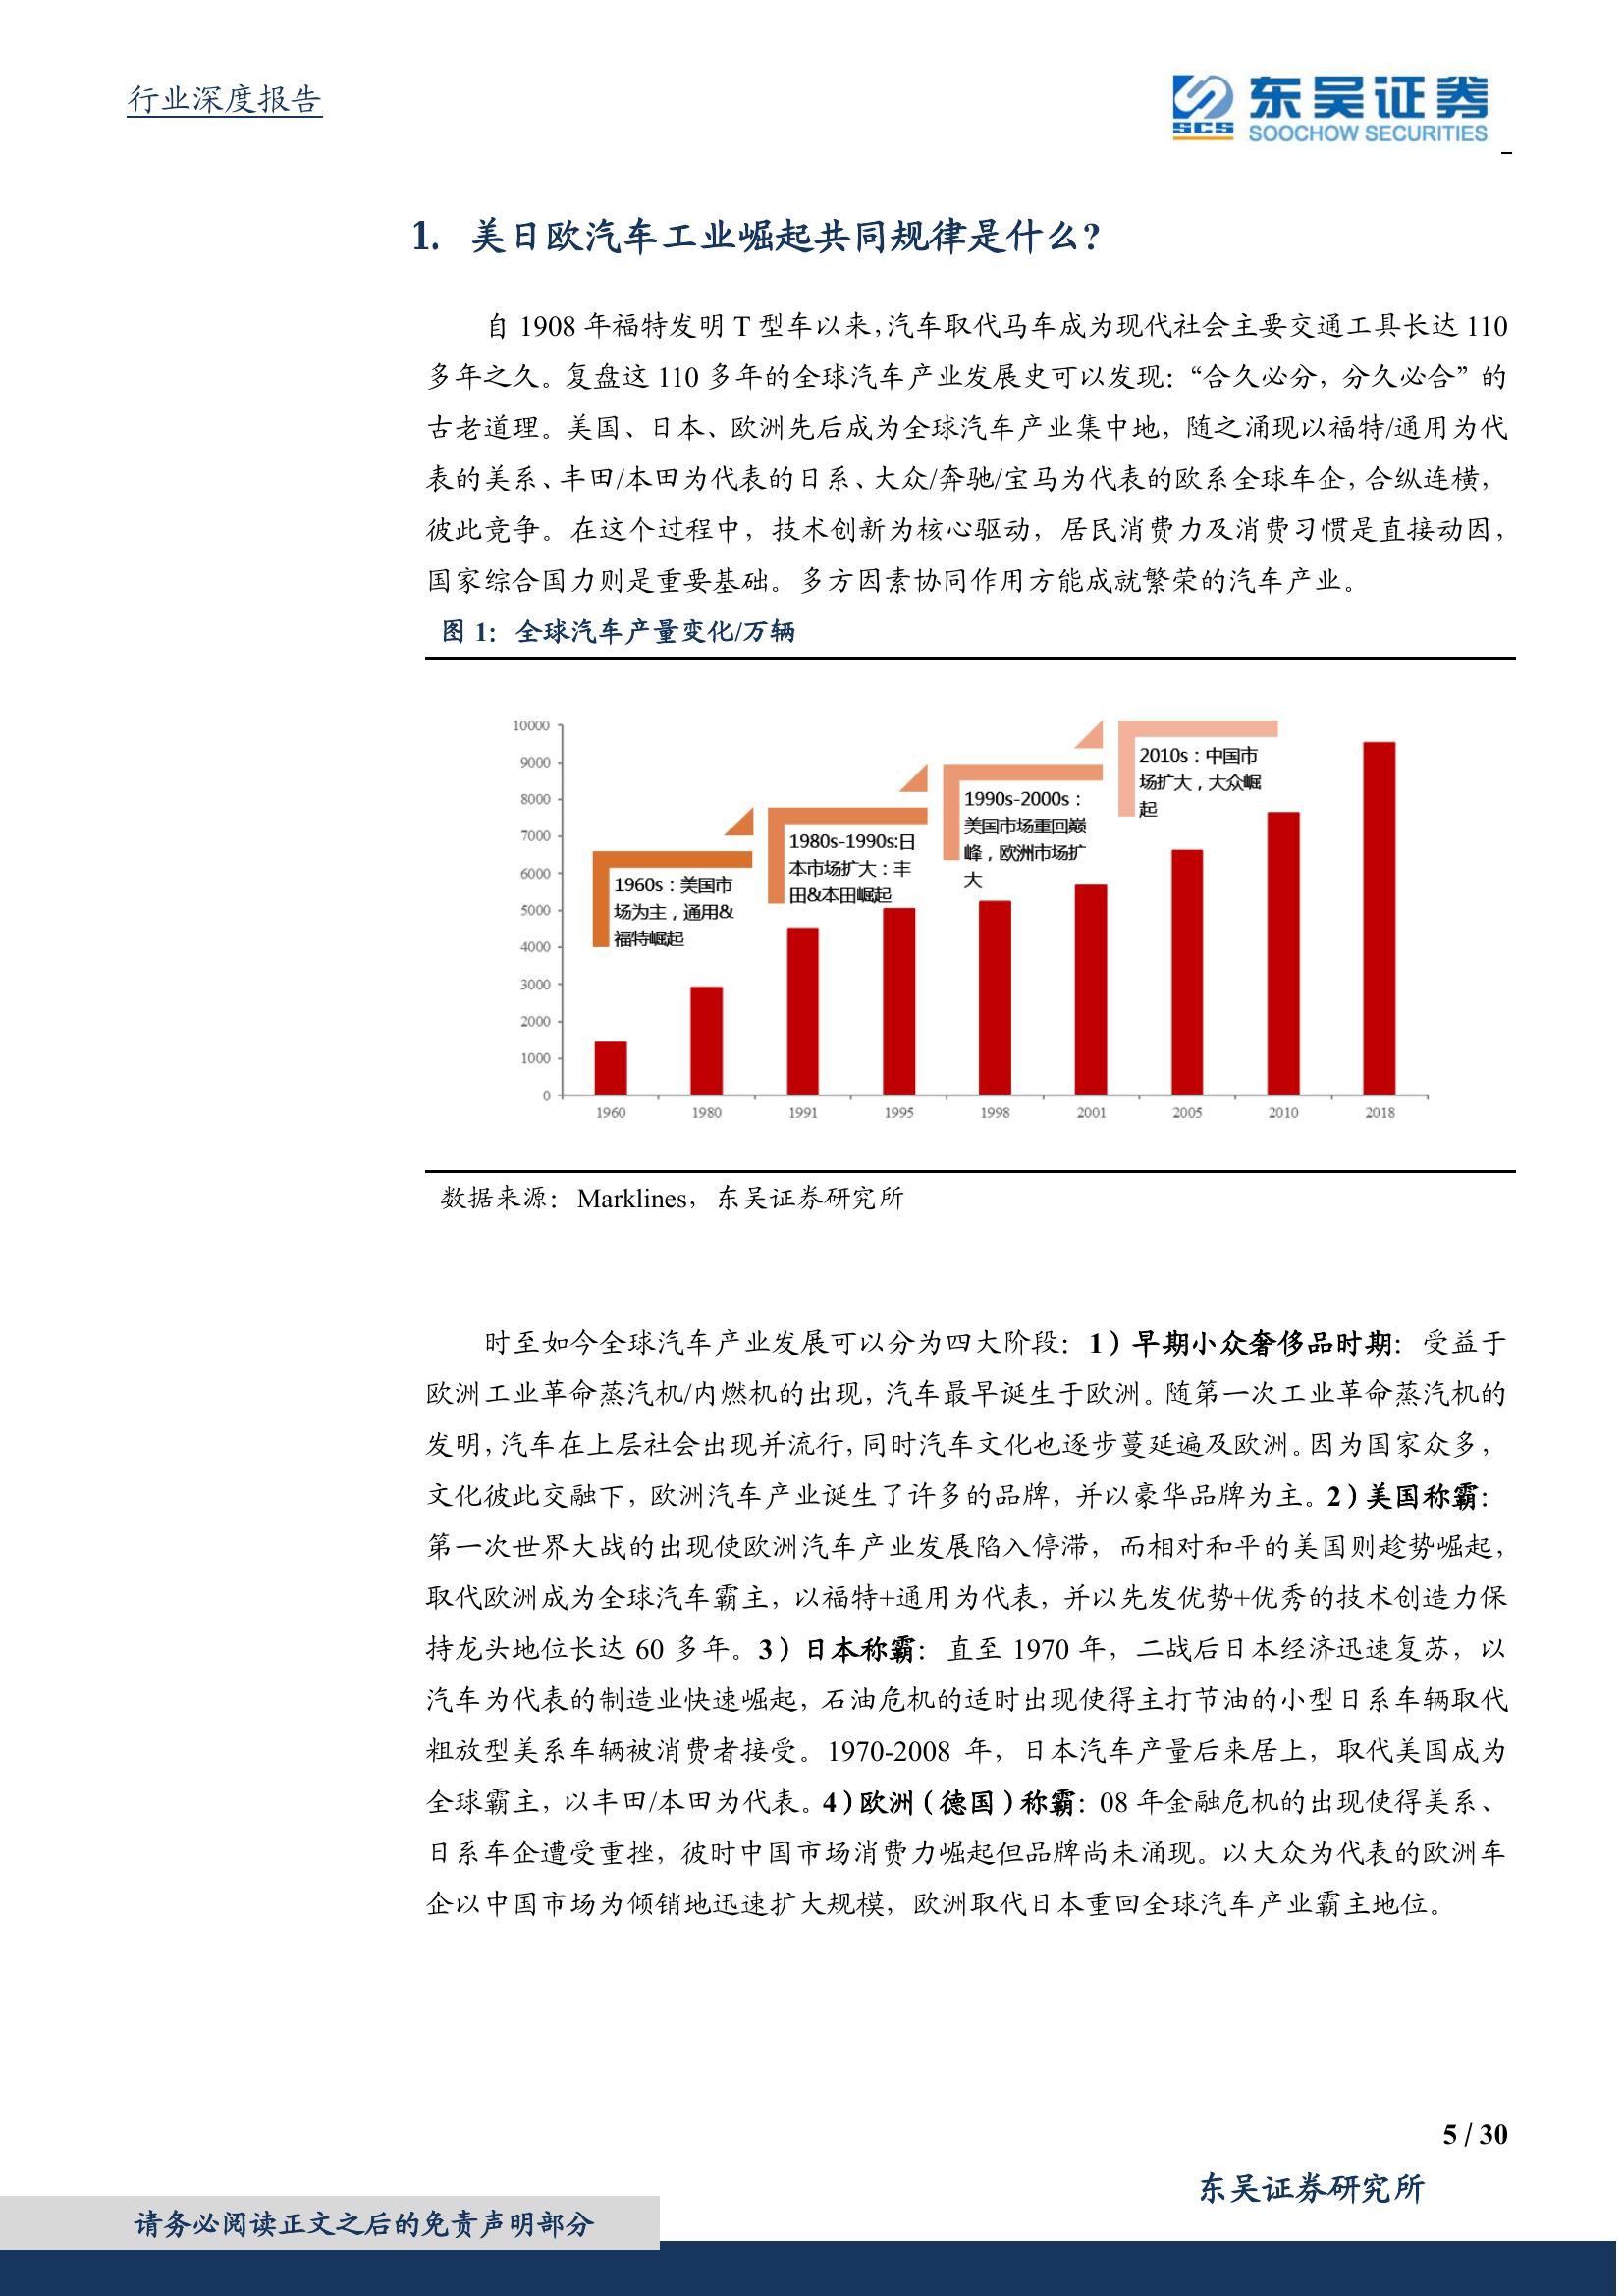 行业深度报告
SCS
东吴证券
SOOCHOW SECURITIES
1. 美日欧汽车工业崛起共同规律是什么?
自 1908 年福特发明 T 型车以来,汽车取代马车成为现代社会主要交通工具长达 110
多年之久。复盘这 110 多年的全球汽车产业发展史可以发现：“合久必分，分久必合”的
古老道理。美国、日本、欧洲先后成为全球汽车产业集中地，随之涌现以福特/通用为代
表的美系、丰田/本田为代表的日系、大众/奔驰/宝马为代表的欧系全球车企，合纵连横，
彼此竞争。在这个过程中，技术创新为核心驱动，居民消费力及消费习惯是直接动因，
国家综合国力则是重要基础。多方因素协同作用方能成就繁荣的汽车产业。
图 1：全球汽车产量变化/万辆
10000
9000
8000
7000
6000
5000
4000
3000
2000
1000
0
1960s：美国市
场为主，通用&
福特崛起
1980s-1990s:日
本市场扩大：丰
田&本田崛起
1990s-2000s：
美国市场重回巅
峰，欧洲市场扩
大
2010s：中国市
场扩大，大众崛
起
1960 1980 1991 1995 1998 2001 2005 2010 2018
数据来源：Marklines，东吴证券研究所
时至如今全球汽车产业发展可以分为四大阶段：1）早期小众奢侈品时期：受益于
欧洲工业革命蒸汽机/内燃机的出现，汽车最早诞生于欧洲。随第一次工业革命蒸汽机的
发明，汽车在上层社会出现并流行，同时汽车文化也逐步蔓延遍及欧洲。因为国家众多，
文化彼此交融下，欧洲汽车产业诞生了许多的品牌，并以豪华品牌为主。2）美国称霸：
第一次世界大战的出现使欧洲汽车产业发展陷入停滞，而相对和平的美国则趁势崛起，
取代欧洲成为全球汽车霸主，以福特+通用为代表，并以先发优势+优秀的技术创造力保
持龙头地位长达 60 多年。3）日本称霸：直至 1970 年，二战后日本经济迅速复苏，以
汽车为代表的制造业快速崛起，石油危机的适时出现使得主打节油的小型日系车辆取代
粗放型美系车辆被消费者接受。1970-2008 年，日本汽车产量后来居上，取代美国成为
全球霸主，以丰田/本田为代表。4）欧洲（德国）称霸：08 年金融危机的出现使得美系、
日系车企遭受重挫，彼时中国市场消费力崛起但品牌尚未涌现。以大众为代表的欧洲车
企以中国市场为倾销地迅速扩大规模，欧洲取代日本重回全球汽车产业霸主地位。
5 / 30
东吴证券研究所
请务必阅读正文之后的免责声明部分